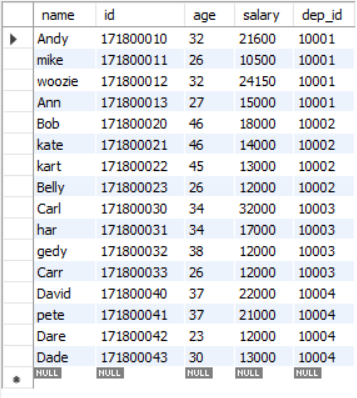 name id age salary dep_id
Andy 171800010 32 21600 10001
mike 171800011 26 10500 10001
woozie 171800012 32 24150 10001
Ann 171800013 27 15000 10001
Bob 171800020 46 18000 10002
kate 171800021 46 14000 10002
kart 171800022 45 13000 10002
Belly 171800023 26 12000 10002
Carl 171800030 34 32000 10003
har 171800031 34 17000 10003
gedy 171800032 38 12000 10003
Carr 171800033 26 12000 10003
David 171800040 37 22000 10004
pete 171800041 37 21000 10004
Dare 171800042 23 12000 10004
Dade 171800043 30 13000 10004
NULL NULL NULL NULL NULL